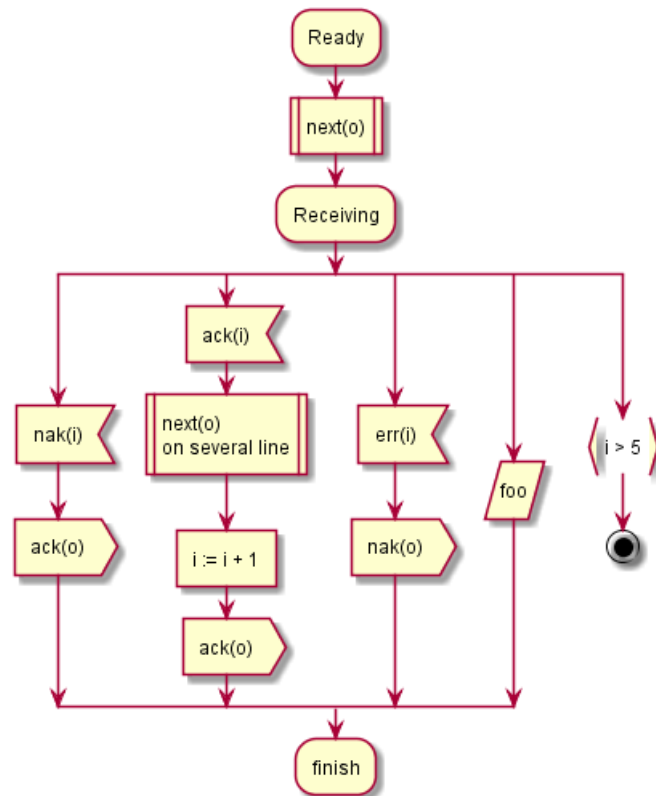 Ready
next(o)
Receiving
nak(i)
ack(o)
ack(i)
next(o)
on several line
i := i + 1
ack(o)
err(i)
nak(o)
foo
i > 5
finish